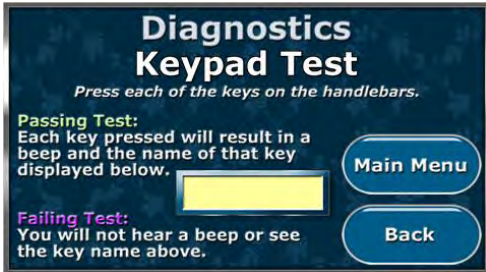 Diagnostics
Keypad Test
Press each of the keys on the handlebars.
Passing Test:
Each key pressed will result in a
beep and the name of that key
displayed below.
Main Menu
Failing Test:
You will not hear a beep or see
the key name above.
Back